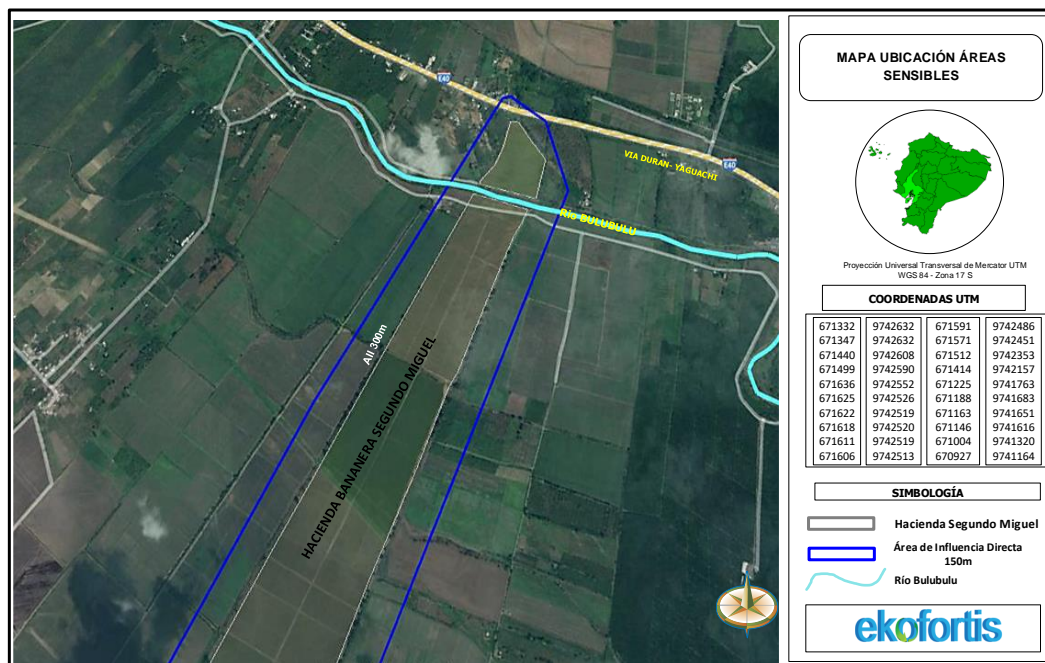 E40
E40
VIA DURAN- YAGUACHI
Río BULUBULU
AII 300m
HACIENDA BANANERA SEGUNDO MIGUEL
MAPA UBICACIÓN ÁREAS
SENSIBLES
Proyección Universal Transversal de Mercator UTM
WGS 84 - Zona 17 S
COORDENADAS UTM
671332 9742632 671591 9742486
671347 9742632 671571 9742451
671440 9742608 671512 9742353
671499 9742590 671414 9742157
671636 9742552 671225 9741763
671625 9742526 671188 9741683
671622 9742519 671163 9741651
671618 9742520 671146 9741616
671611 9742519 671004 9741320
671606 9742513 670927 9741164
SIMBOLOGÍA
Hacienda Segundo Miguel
Área de Influencia Directa
150m
Río Bulubulu
ekofortis